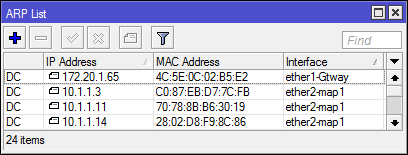 ARP List
Find
IP Address MAC Address Interface
DC 172.20.1.65 4C:5E:0C:02:B5:E2 ether1-Gtway
DC 10.1.1.3 C0:87:EB:D7:7C:FB ether2-map1
DC 10.1.1.11 70:78:8B:B6:30:19 ether2-map1
DC 10.1.1.14 28:02:D8:F9:8C:86 ether2-map1
24 items